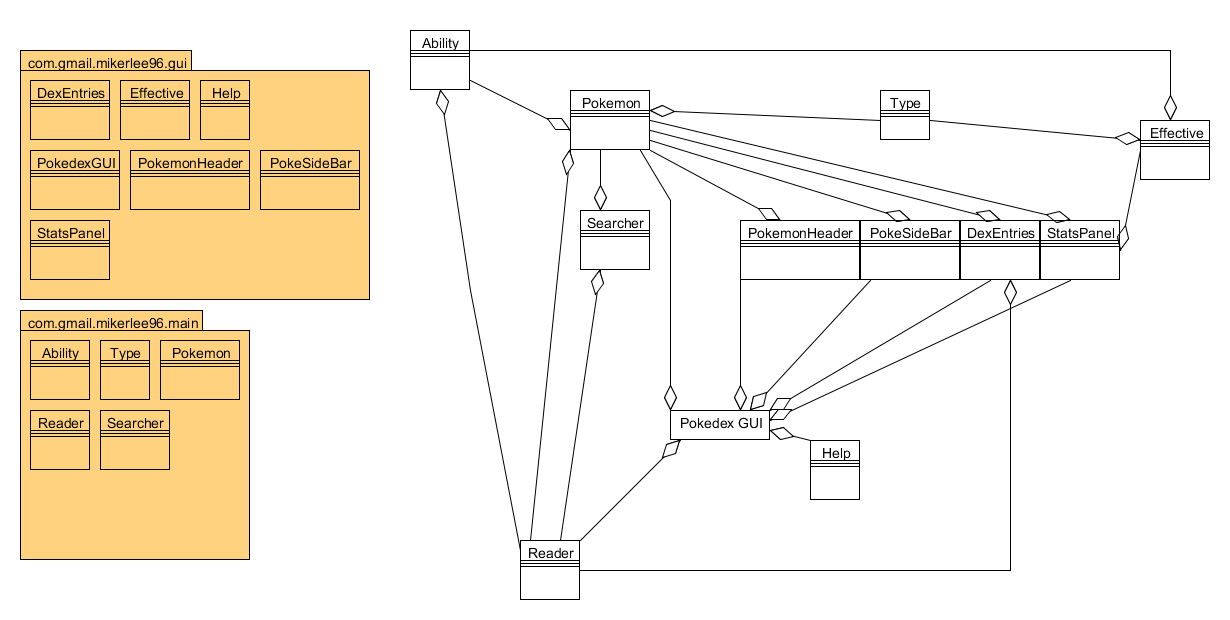 com.gmail.mikerlee96.gui
DexEntries
Effective
Help
PokedexGUI
PokemonHeader
PokeSideBar
StatsPanel
com.gmail.mikerlee96.main
Ability
Type
Pokemon
Reader
Searcher
Ability
Pokemon
Type
Effective
Searcher
PokemonHeader
PokeSideBar
DexEntries
StatsPanel
Pokedex GUI
Help
Reader